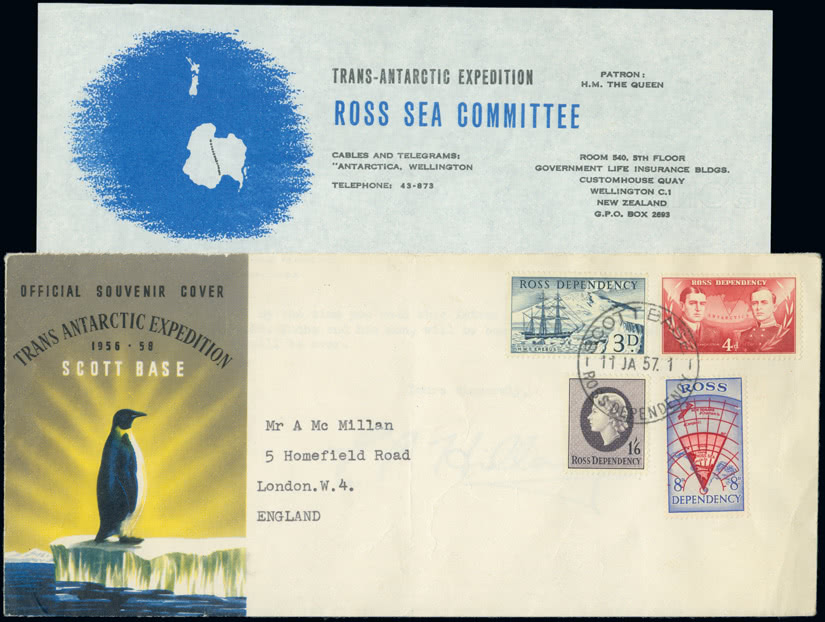 TRANS-ANTARCTIC EXPEDITION
ROSS SEA COMMITTEE
PATRON:
H.M. THE QUEEN
CABLES AND TELEGRAMS:
"ANTARCTICA, WELLINGTON
TELEPHONE: 43-873
ROOM 540, 5TH FLOOR
GOVERNMENT LIFE INSURANCE BLDGS.
CUSTOMHOUSE QUAY
WELLINGTON C.1
NEW ZEALAND
G.P.O. BOX 2693
OFFICIAL SOUVENIR COVER
TRANS ANTARCTIC EXPEDITION
1956 - 58
SCOTT BASE
ROSS DEPENDENCY
H.M.S. EREBUS
3D
ROSS DEPENDENCY
ANTARCTICA
4d
SCOTT BASE
11 JA 57. 1
ROSS DEPENDENCY
1/6
ROSS DEPENDENCY
ROSS
8D 8D
DEPENDENCY
Mr A Mc Millan
5 Homefield Road
London.W.4.
ENGLAND